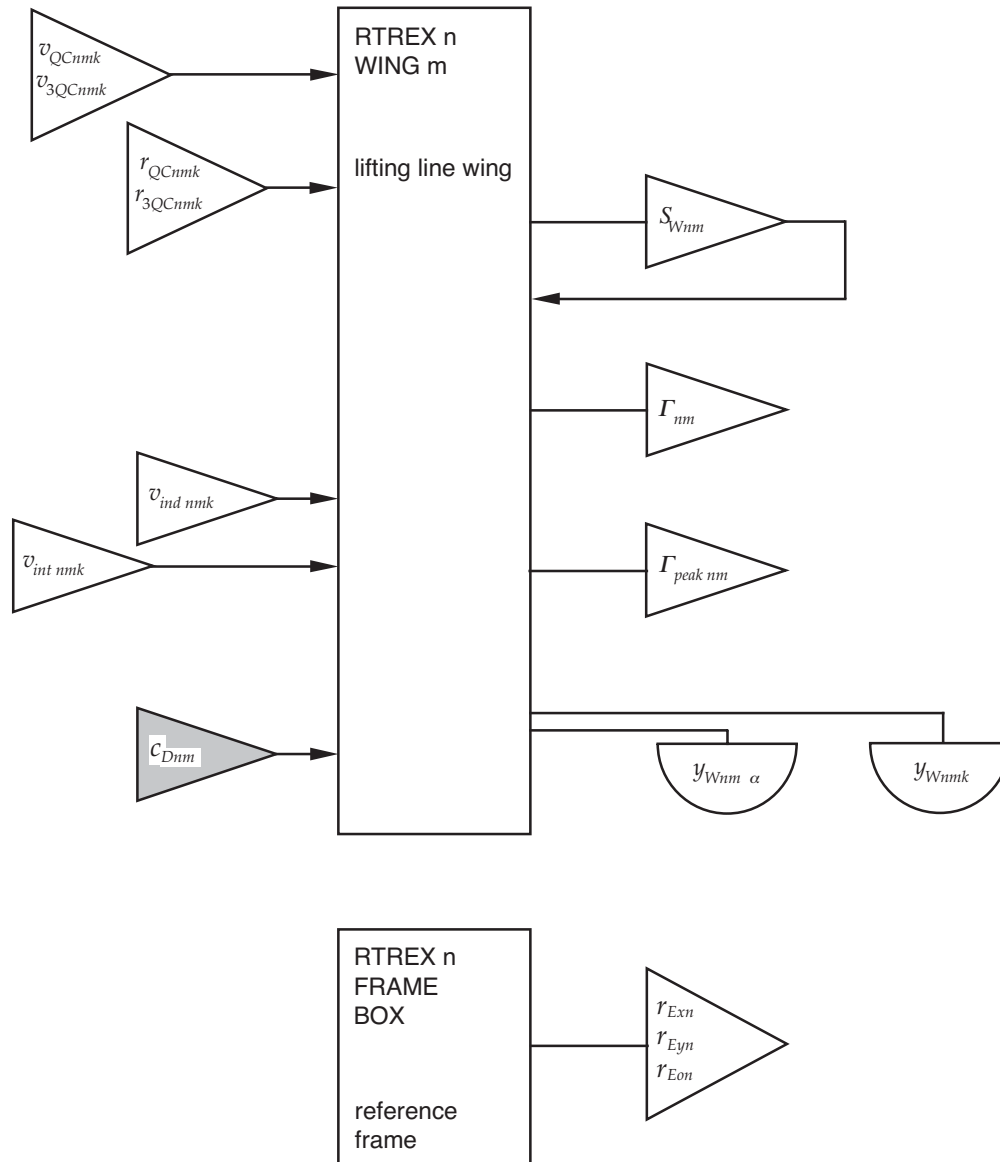 v_QCnmk
v_3QCnmk
r_QCnmk
r_3QCnmk
v_ind nmk
v_int nmk
c_Dnm
RTREX n
WING m
lifting line wing
S_Wnm
Γ_nm
Γ_peak nm
y_Wnm α
y_Wnmk
RTREX n
FRAME
BOX
reference
frame
r_Exn
r_Eyn
r_Eon